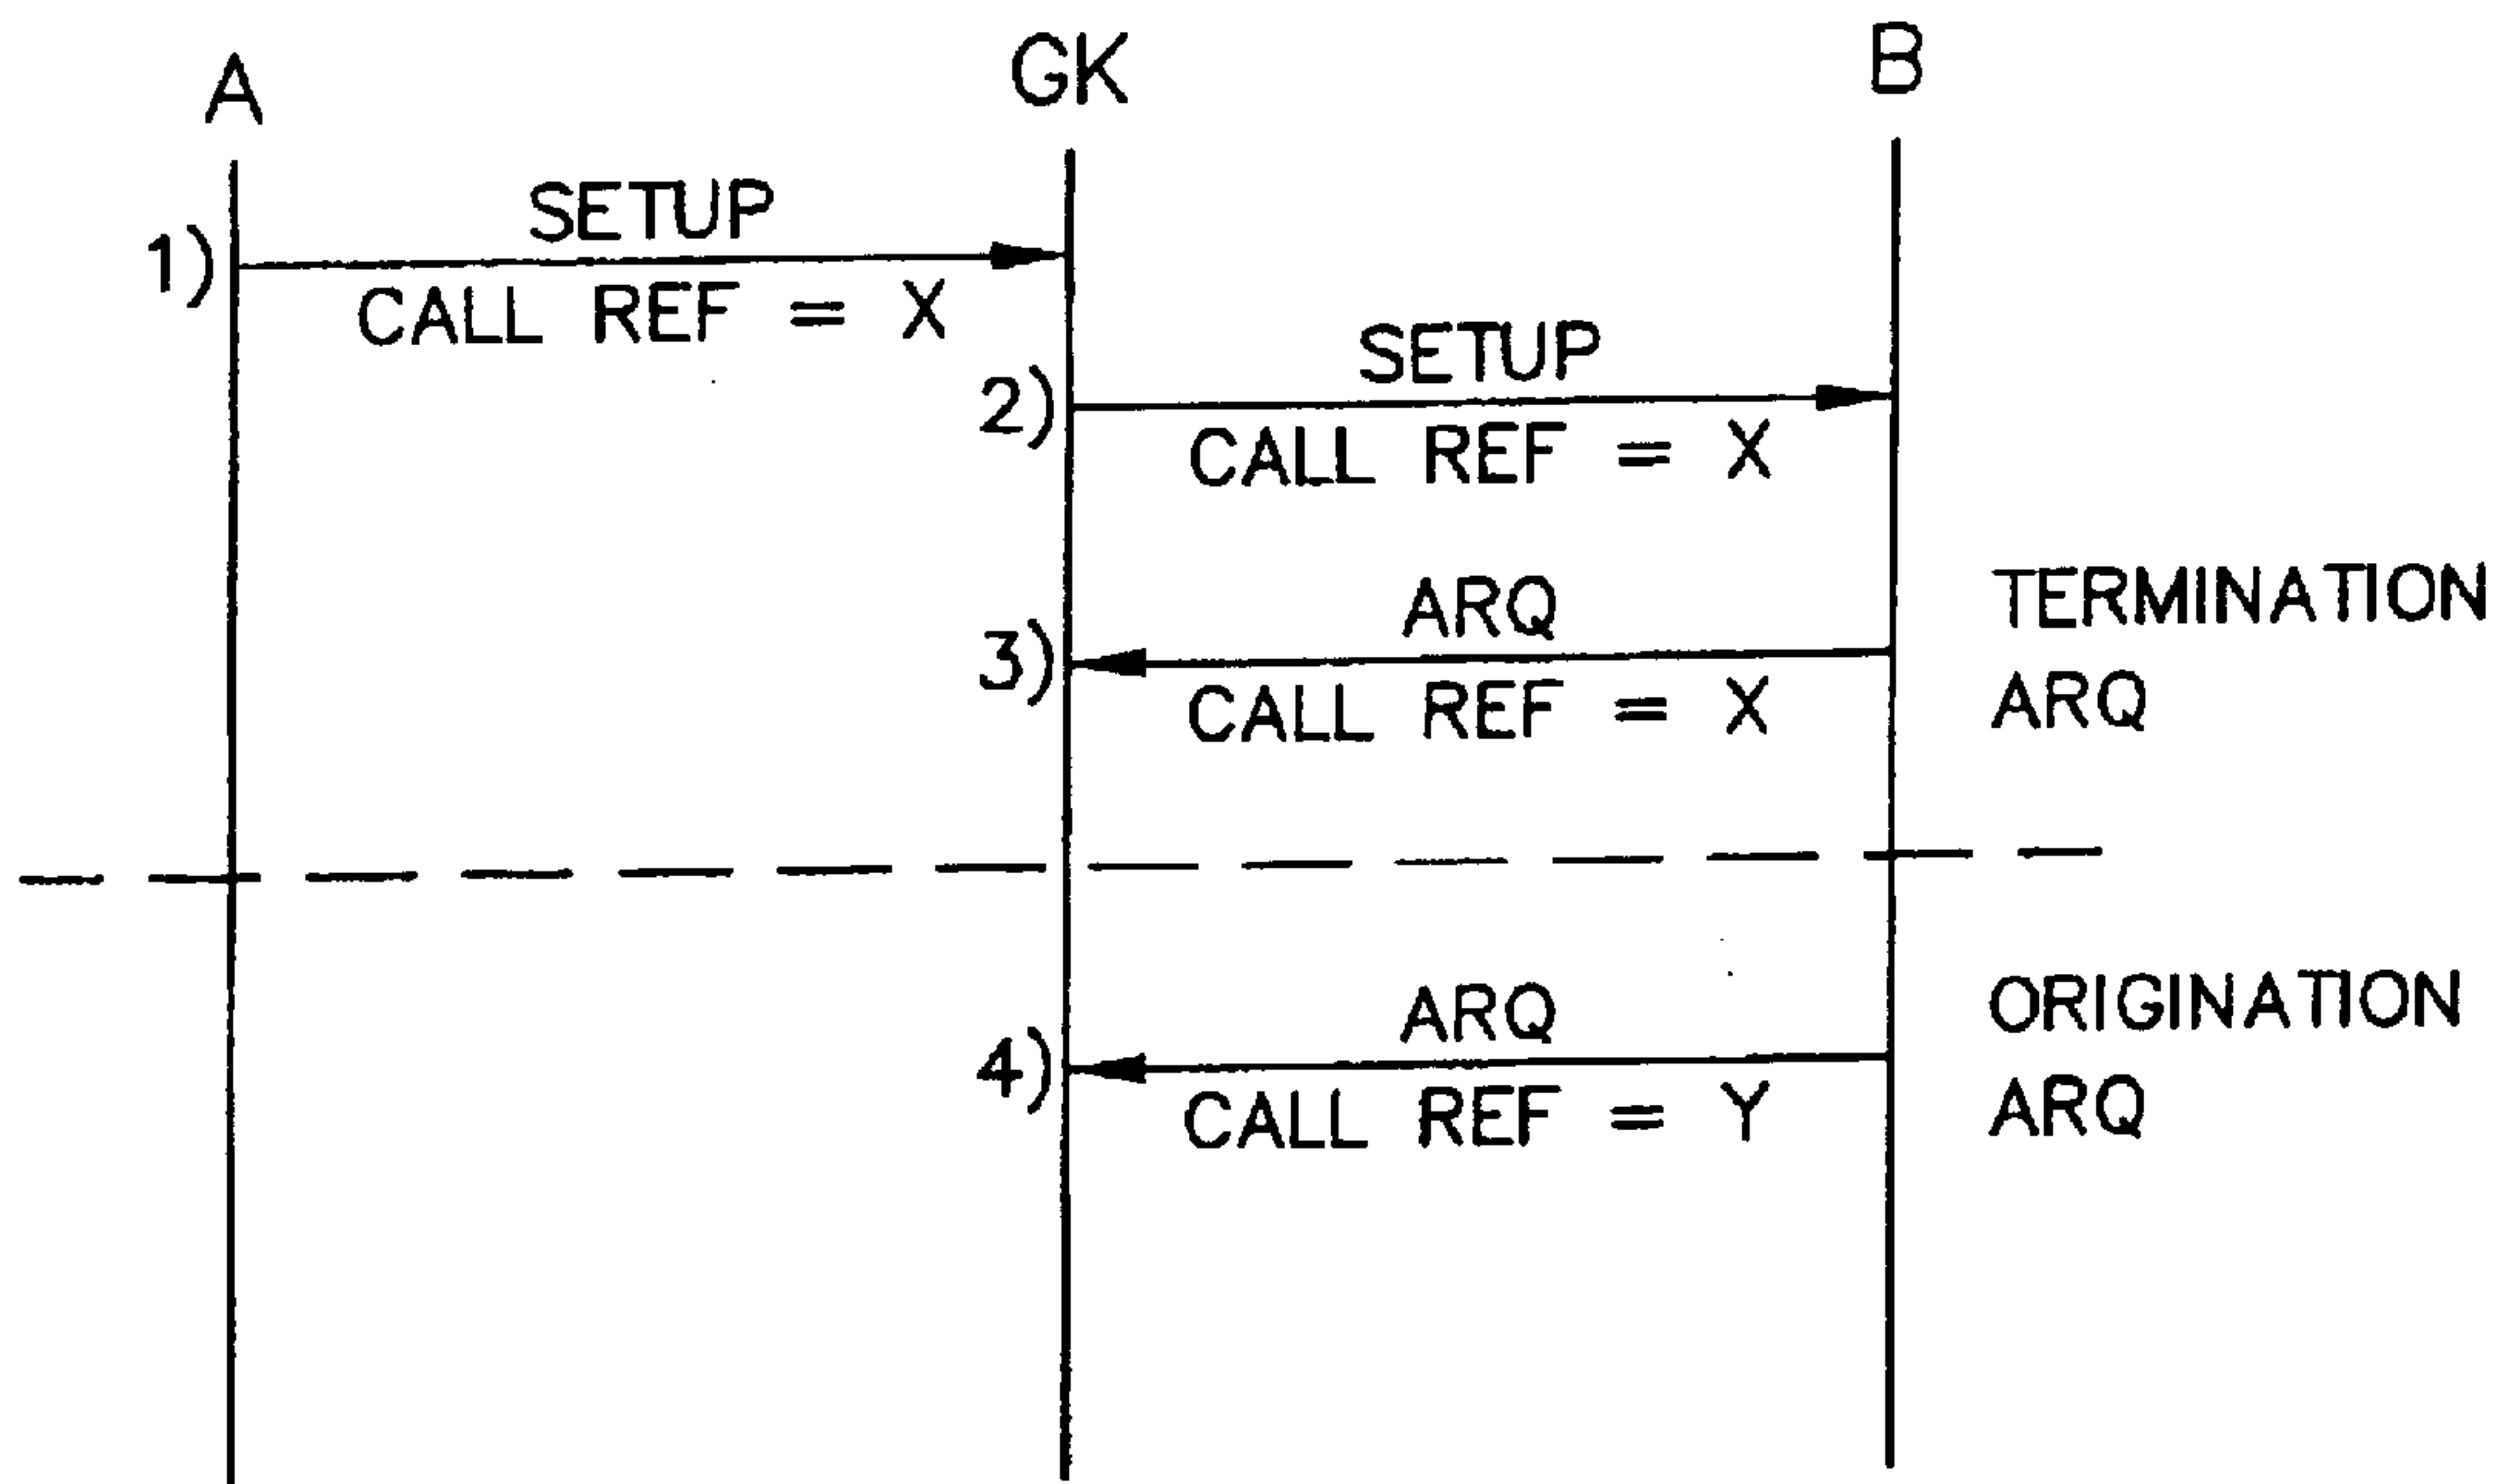 A GK B
SETUP
1)
CALL REF = X
SETUP
2)
CALL REF = X
ARQ
TERMINATION
3)
CALL REF = X
ARQ
ARQ
ORIGINATION
4)
CALL REF = Y
ARQ